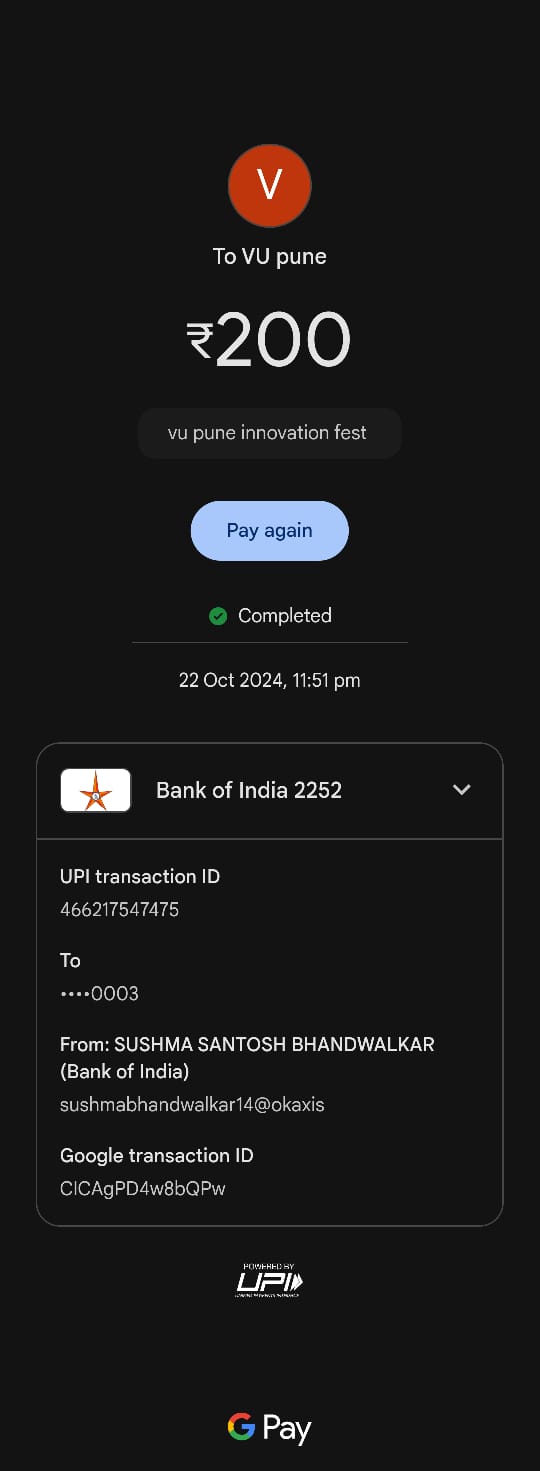 V
To VU pune
₹200
vu pune innovation fest
Pay again
Completed
22 Oct 2024, 11:51 pm
Bank of India 2252
UPI transaction ID
466217547475
To
••••0003
From: SUSHMA SANTOSH BHANDWALKAR
(Bank of India)
sushmabhandwalkar14@okaxis
Google transaction ID
CICAgPD4w8bQPw
POWERED BY
UPI
G Pay